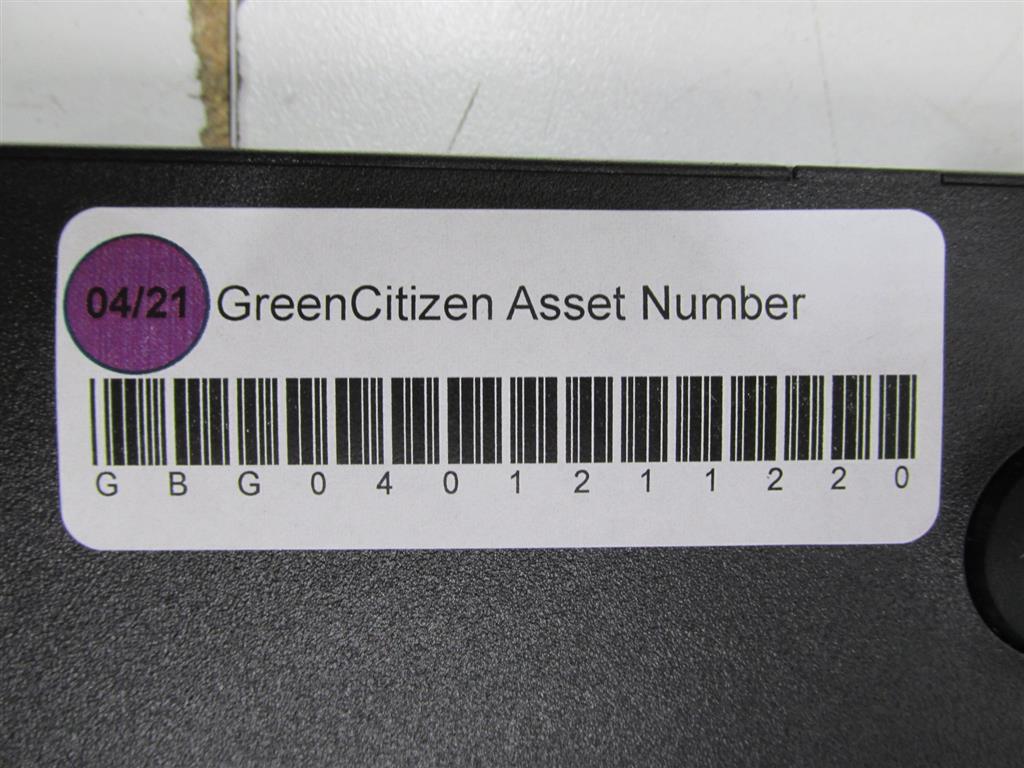 04/21 GreenCitizen Asset Number
G B G 0 4 0 1 2 1 1 2 2 0